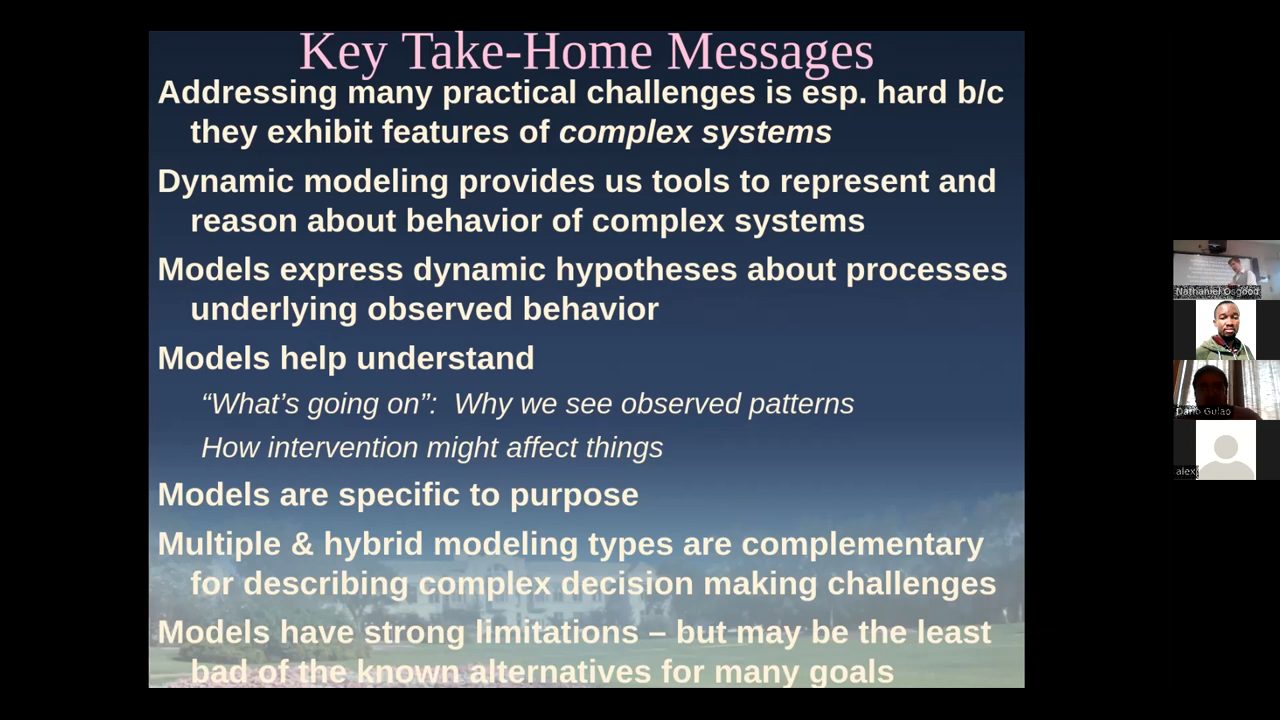 Key Take-Home Messages
Addressing many practical challenges is esp. hard b/c
they exhibit features of complex systems
Dynamic modeling provides us tools to represent and
reason about behavior of complex systems
Models express dynamic hypotheses about processes
underlying observed behavior
Models help understand
“What’s going on”: Why we see observed patterns
How intervention might affect things
Models are specific to purpose
Multiple & hybrid modeling types are complementary
for describing complex decision making challenges
Models have strong limitations – but may be the least
bad of the known alternatives for many goals
Nathaniel Osgood
Dario Gulao
alex